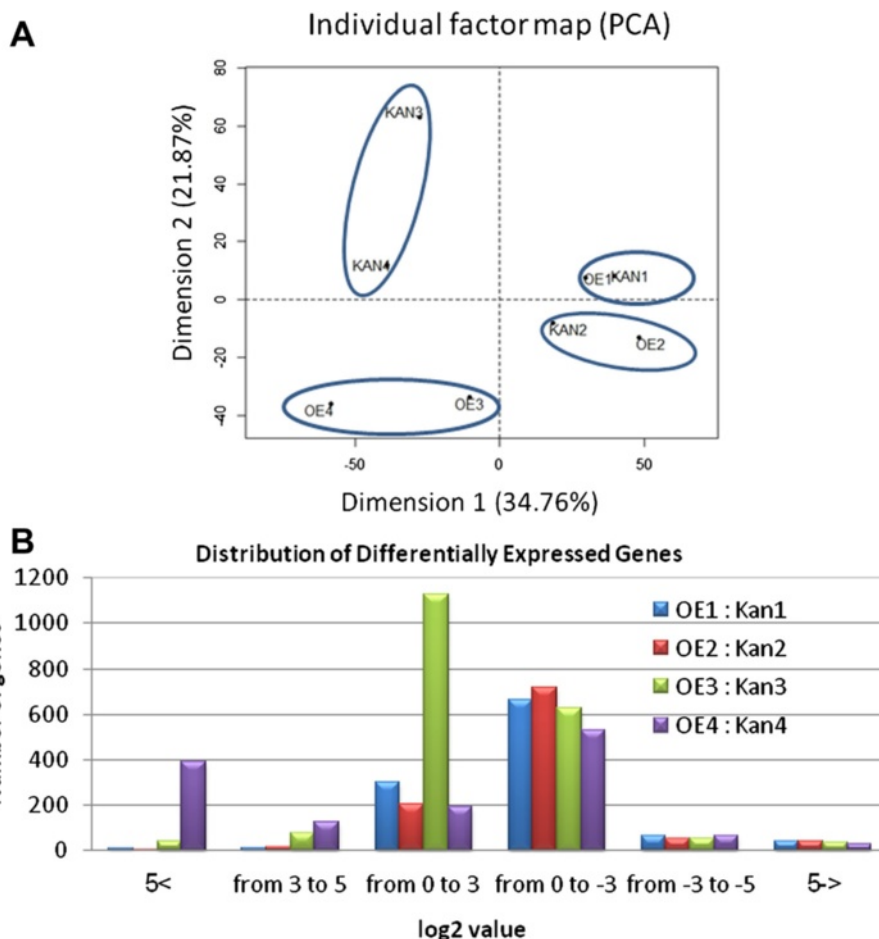 A
Individual factor map (PCA)
Dimension 2 (21.87%)
80
60
40
20
0
-20
-40
KAN3
KAN4
OE1 KAN1
KAN2
OE2
OE4
OE3
-50
0
50
Dimension 1 (34.76%)
B
Distribution of Differentially Expressed Genes
1200
1000
800
600
400
200
0
OE1 : Kan1
OE2 : Kan2
OE3 : Kan3
OE4 : Kan4
5<
from 3 to 5
from 0 to 3
from 0 to -3
from -3 to -5
5->
log2 value